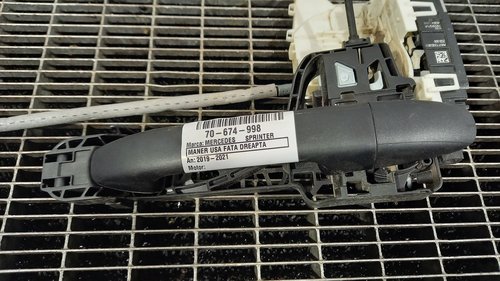 70-674-998
Marca: MERCEDES SPRINTER
MANER USA FATA DREAPTA
An: 2019-2021
Motor: